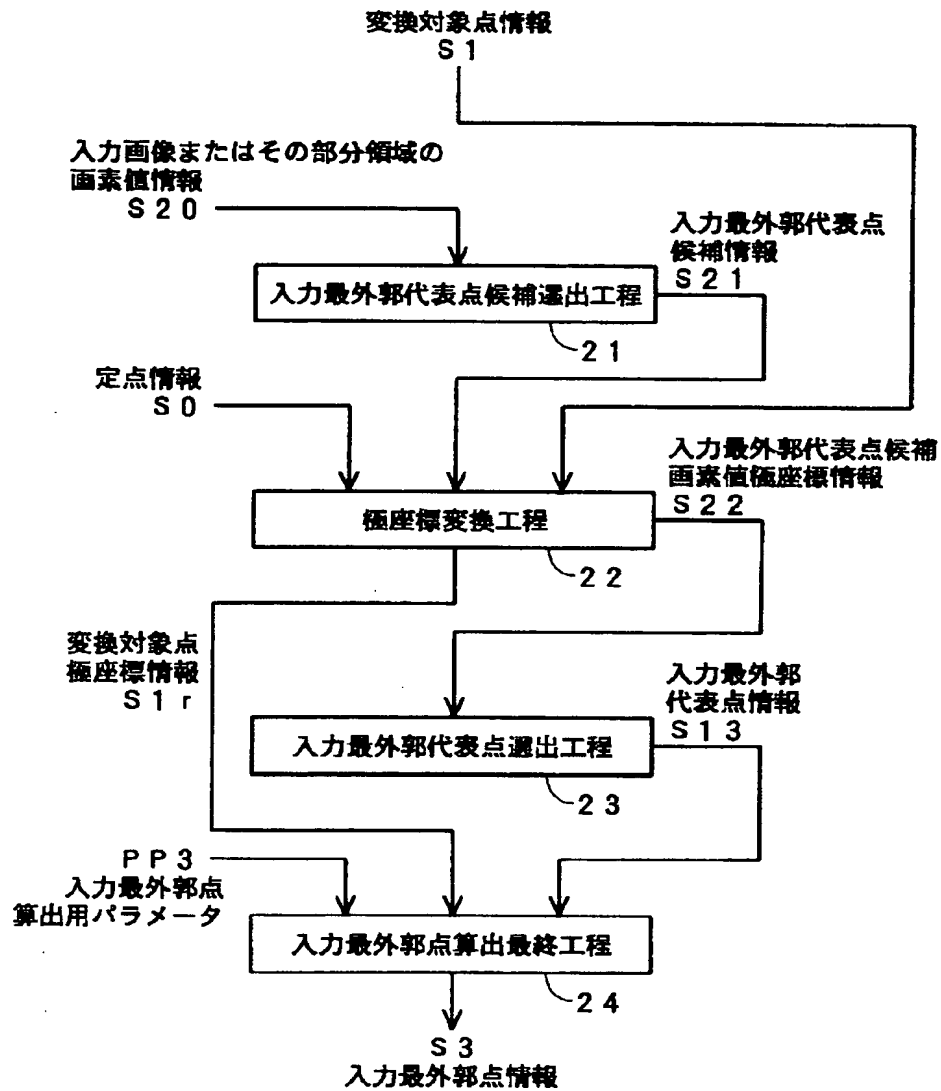 変換対象点情報
S1
入力画像またはその部分領域の
画素値情報
S20
入力最外郭代表点
候補情報
S21
入力最外郭代表点候補選出工程
21
定点情報
S0
入力最外郭代表点候補
画素値極座標情報
S22
極座標変換工程
22
変換対象点
極座標情報
S1r
入力最外郭
代表点情報
S13
入力最外郭代表点選出工程
23
PP3
入力最外郭点
算出用パラメータ
入力最外郭点算出最終工程
24
S3
入力最外郭点情報